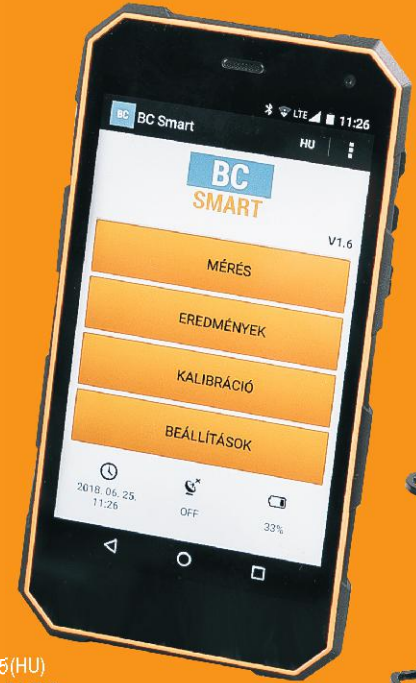 LTE 11:26
BC BC Smart HU
BC
SMART
V1.6
MÉRÉS
EREDMÉNYEK
KALIBRÁCIÓ
BEÁLLÍTÁSOK
2018. 06. 25.
11:26
OFF
33%
5(HU)